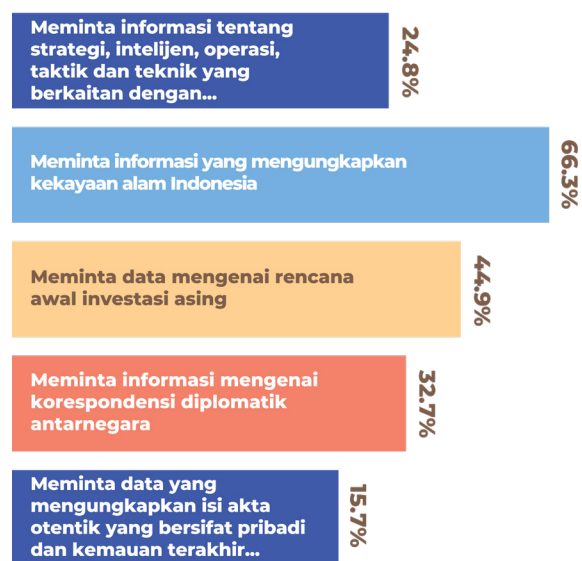 Meminta informasi tentang
strategi, intelijen, operasi,
taktik dan teknik yang
berkaitan dengan...
24.8%
Meminta informasi yang mengungkapkan
kekayaan alam Indonesia
66.3%
Meminta data mengenai rencana
awal investasi asing
44.9%
Meminta informasi mengenai
korespondensi diplomatik
antarnegara
32.7%
Meminta data yang
mengungkapkan isi akta
otentik yang bersifat pribadi
dan kemauan terakhir...
15.7%